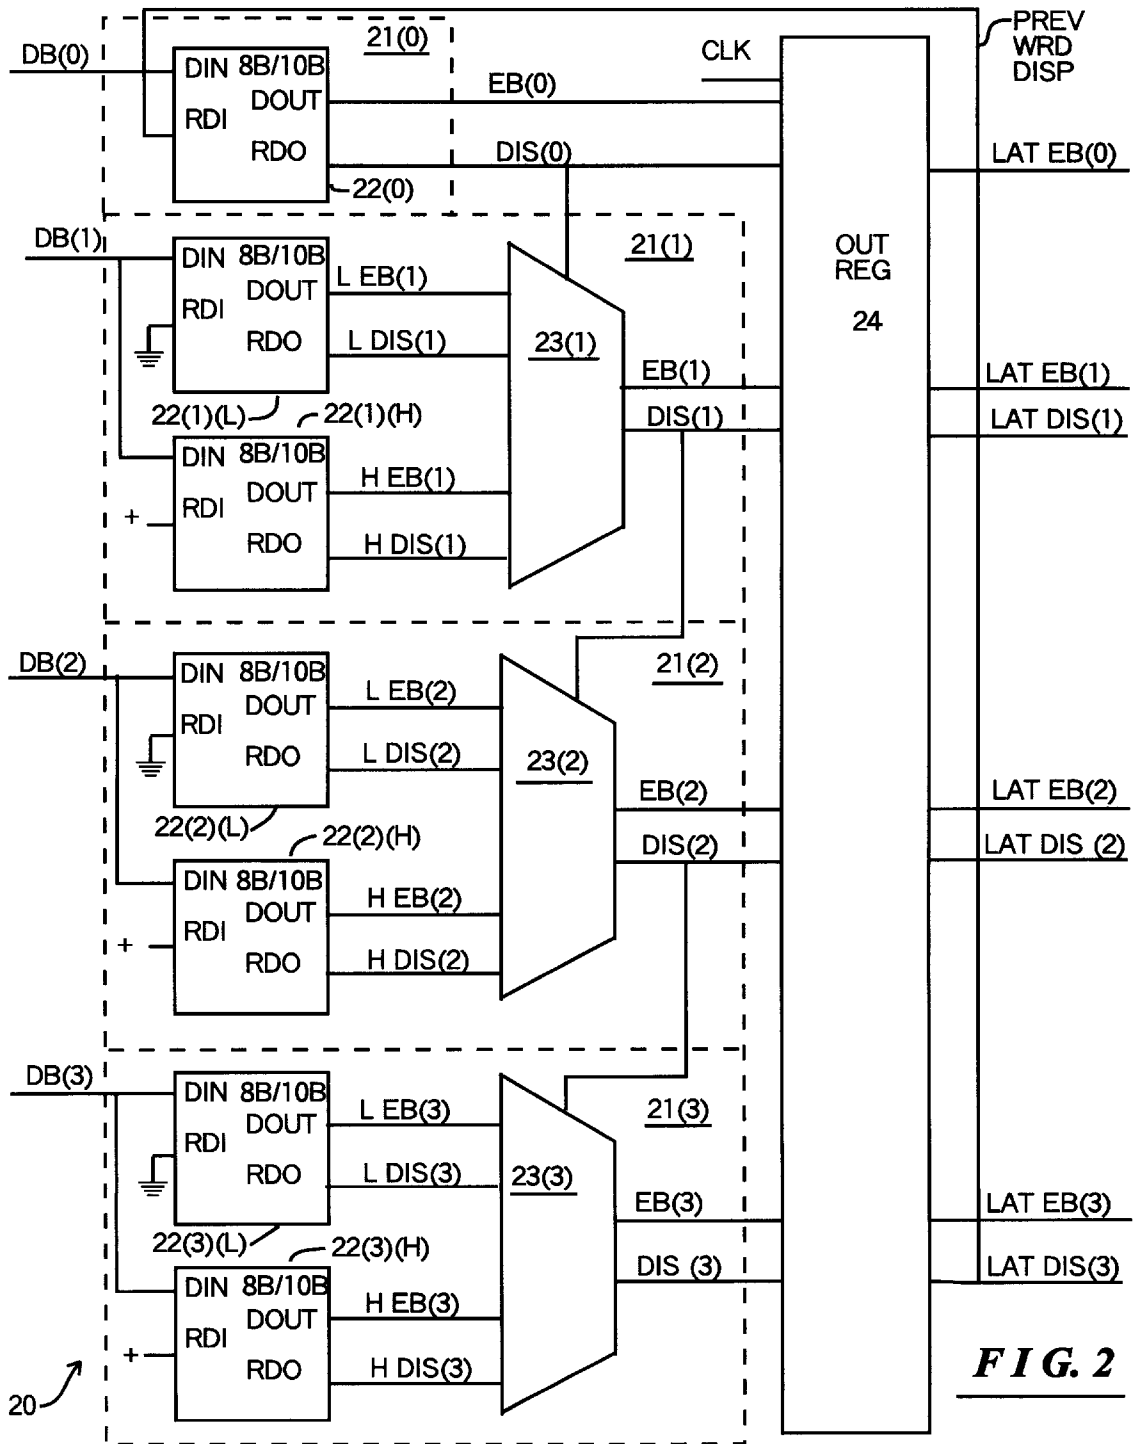 PREV
WRD
DISP
DB(0)
21(0)
CLK
DIN 8B/10B
DOUT
RDI
RDO
EB(0)
DIS(0)
LAT EB(0)
22(0)
DB(1)
DIN 8B/10B
DOUT
RDI
RDO
L EB(1)
L DIS(1)
21(1)
OUT
REG
24
23(1)
EB(1)
DIS(1)
LAT EB(1)
LAT DIS(1)
22(1)(L)
22(1)(H)
DIN 8B/10B
DOUT
RDI
RDO
+
H EB(1)
H DIS(1)
DB(2)
DIN 8B/10B
DOUT
RDI
RDO
L EB(2)
L DIS(2)
21(2)
23(2)
EB(2)
DIS(2)
LAT EB(2)
LAT DIS (2)
22(2)(L)
22(2)(H)
DIN 8B/10B
DOUT
RDI
RDO
+
H EB(2)
H DIS(2)
DB(3)
DIN 8B/10B
DOUT
RDI
RDO
L EB(3)
L DIS(3)
21(3)
23(3)
EB(3)
DIS (3)
LAT EB(3)
LAT DIS(3)
22(3)(L)
22(3)(H)
DIN 8B/10B
DOUT
RDI
RDO
+
H EB(3)
H DIS(3)
20
FIG. 2